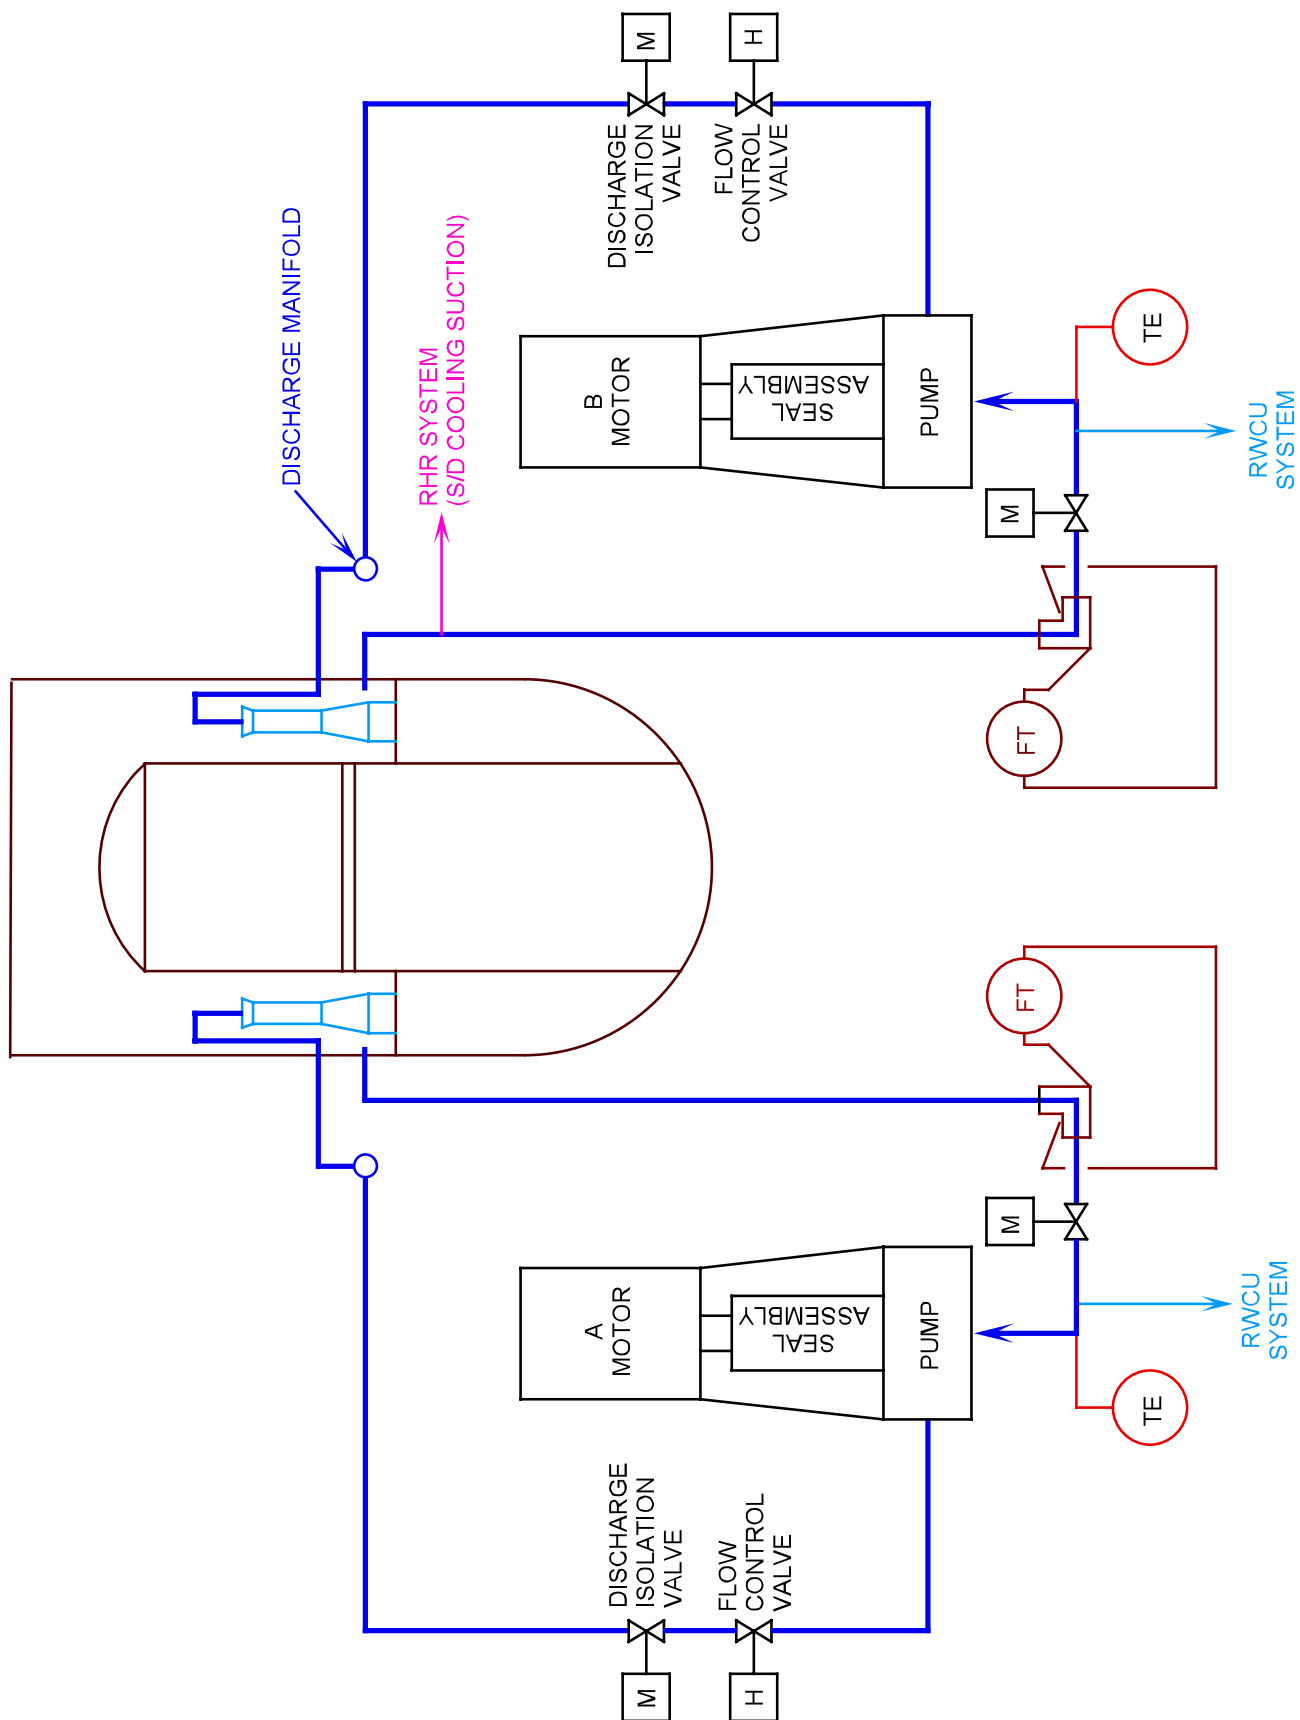 M
H
DISCHARGE
ISOLATION
VALVE
FLOW
CONTROL
VALVE
DISCHARGE MANIFOLD
RHR SYSTEM
(S/D COOLING SUCTION)
B
MOTOR
SEAL
ASSEMBLY
PUMP
TE
RWCU
SYSTEM
M
FT
FT
M
A
MOTOR
SEAL
ASSEMBLY
PUMP
RWCU
SYSTEM
TE
DISCHARGE
ISOLATION
VALVE
FLOW
CONTROL
VALVE
M
H